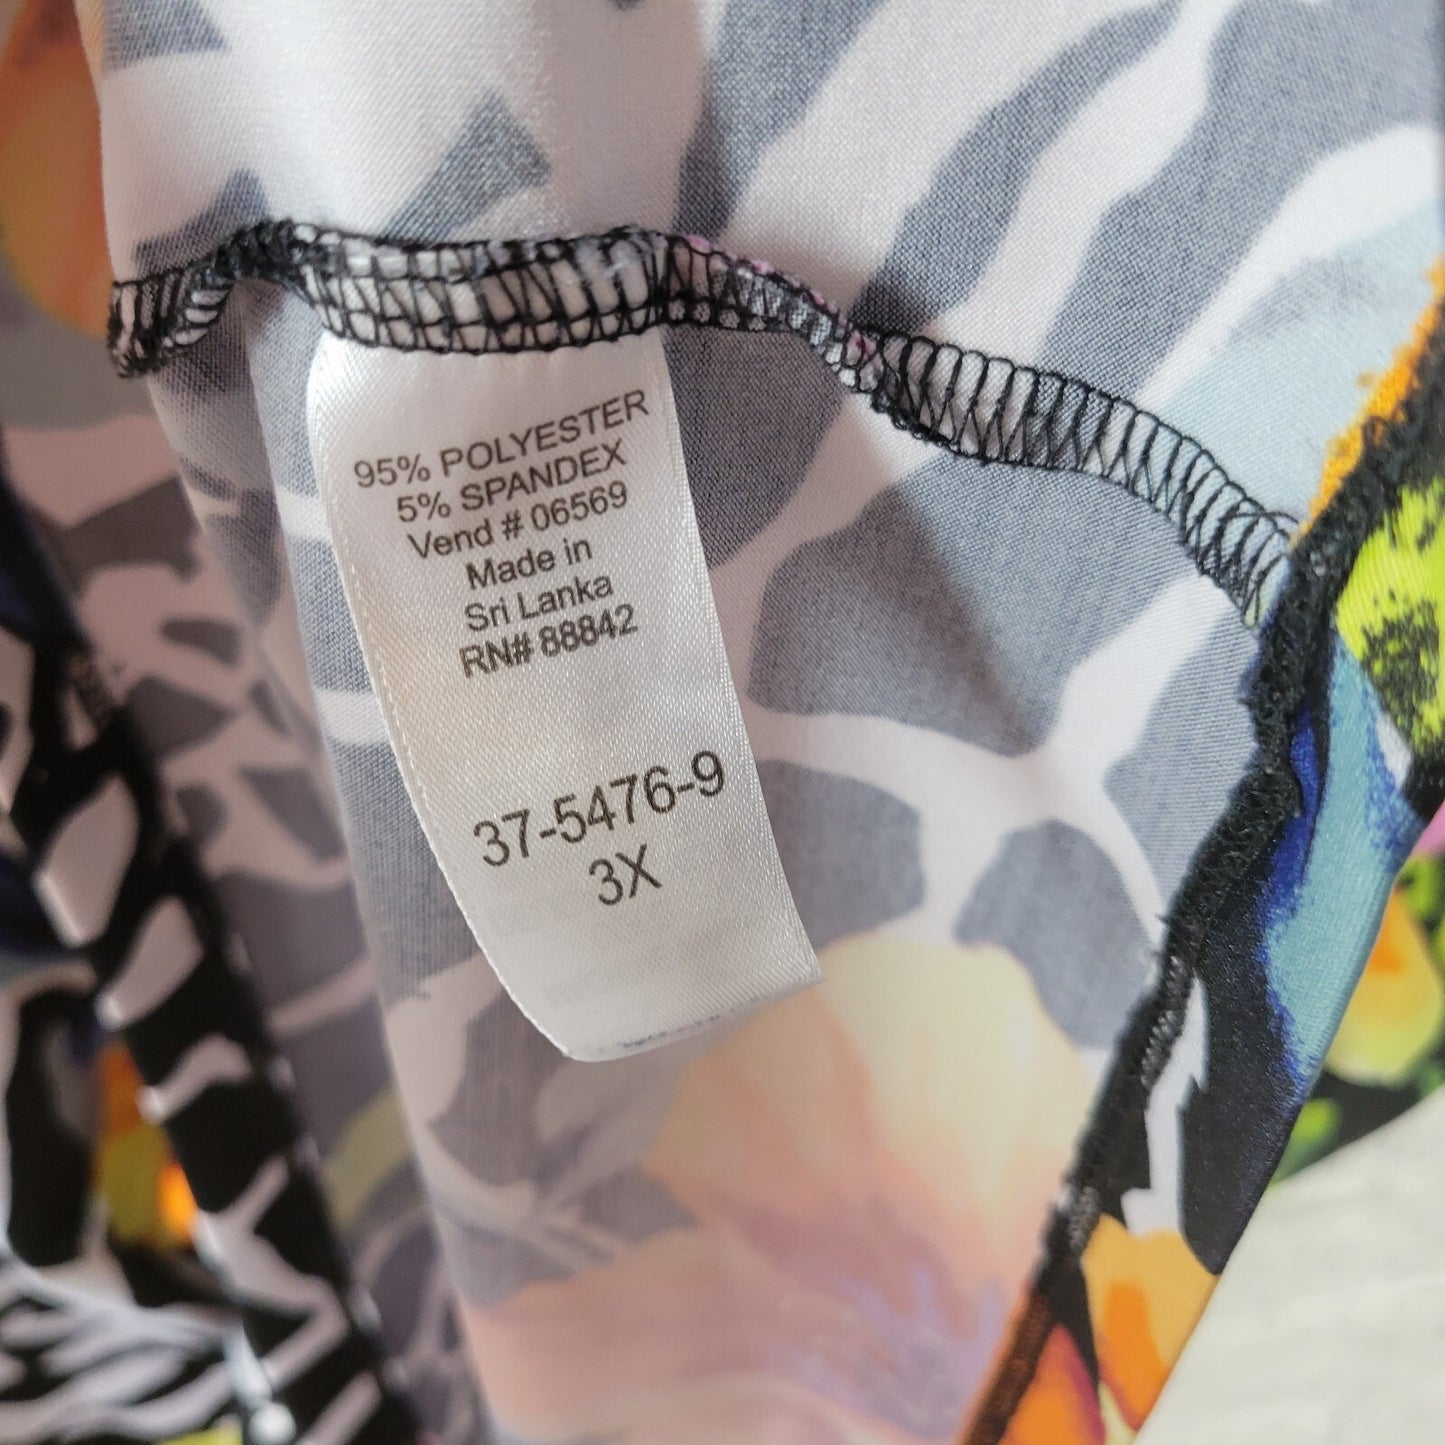 95% POLYESTER
5% SPANDEX
Vend # 06569
Made in
Sri Lanka
RN# 88842
37-5476-9
3X